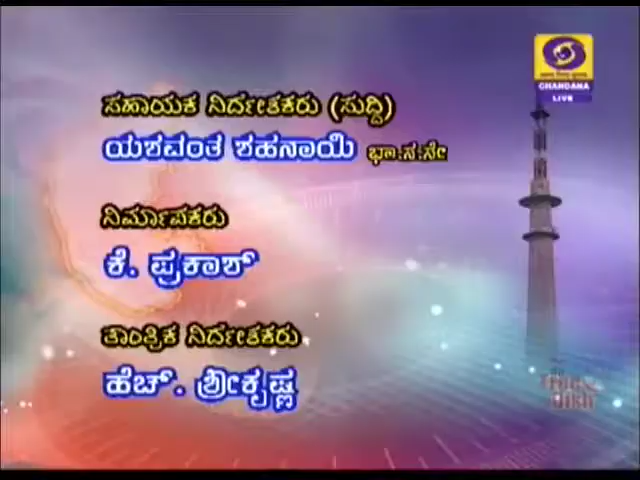 CHANDANA
LIVE
ಸಹಾಯಕ ನಿರ್ದೇಶಕರು (ಸುದ್ದಿ)
ಯಶವಂತ ಶಹನಾಯಿ ಭಾ.ಸ.ಸೇ
ನಿರ್ಮಾಪಕರು
ಕೆ. ಪ್ರಕಾಶ್
ತಾಂತ್ರಿಕ ನಿರ್ದೇಶಕರು
ಹೆಚ್. ಶ್ರೀಕೃಷ್ಣ